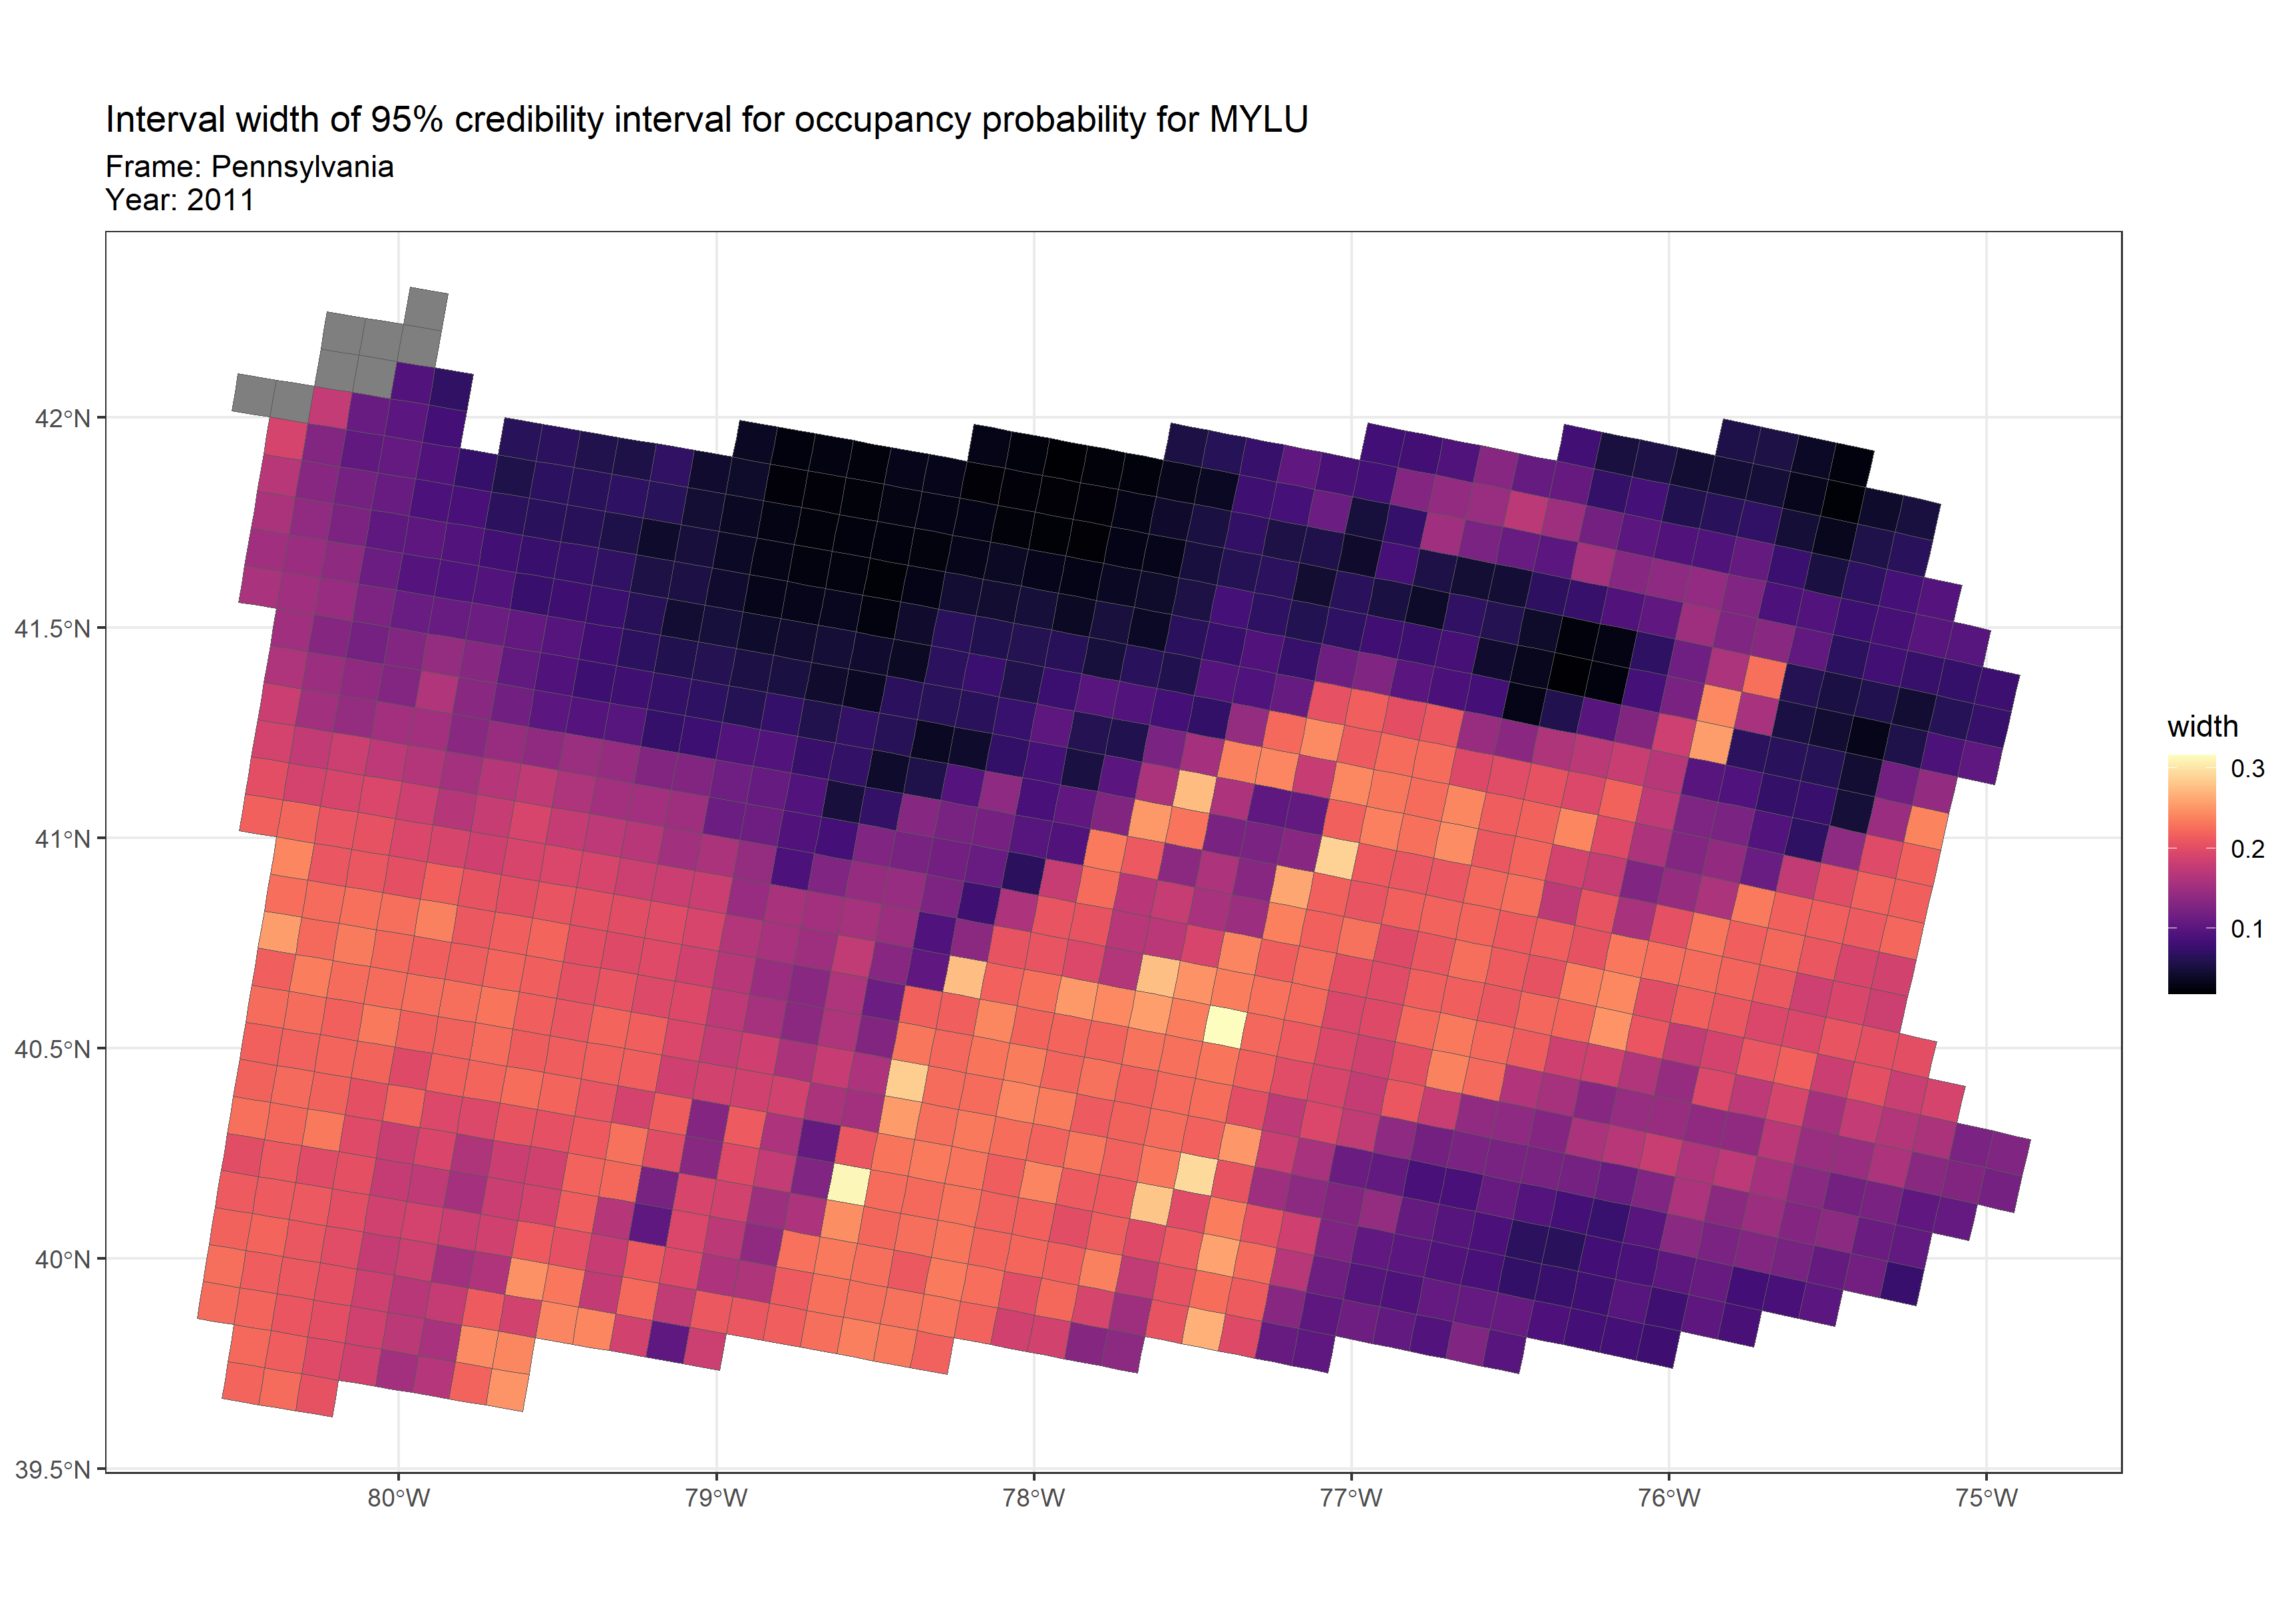 Interval width of 95% credibility interval for occupancy probability for MYLU
Frame: Pennsylvania
Year: 2011
42°N
41.5°N
41°N
40.5°N
40°N
39.5°N
80°W
79°W
78°W
77°W
76°W
75°W
width
0.3
0.2
0.1